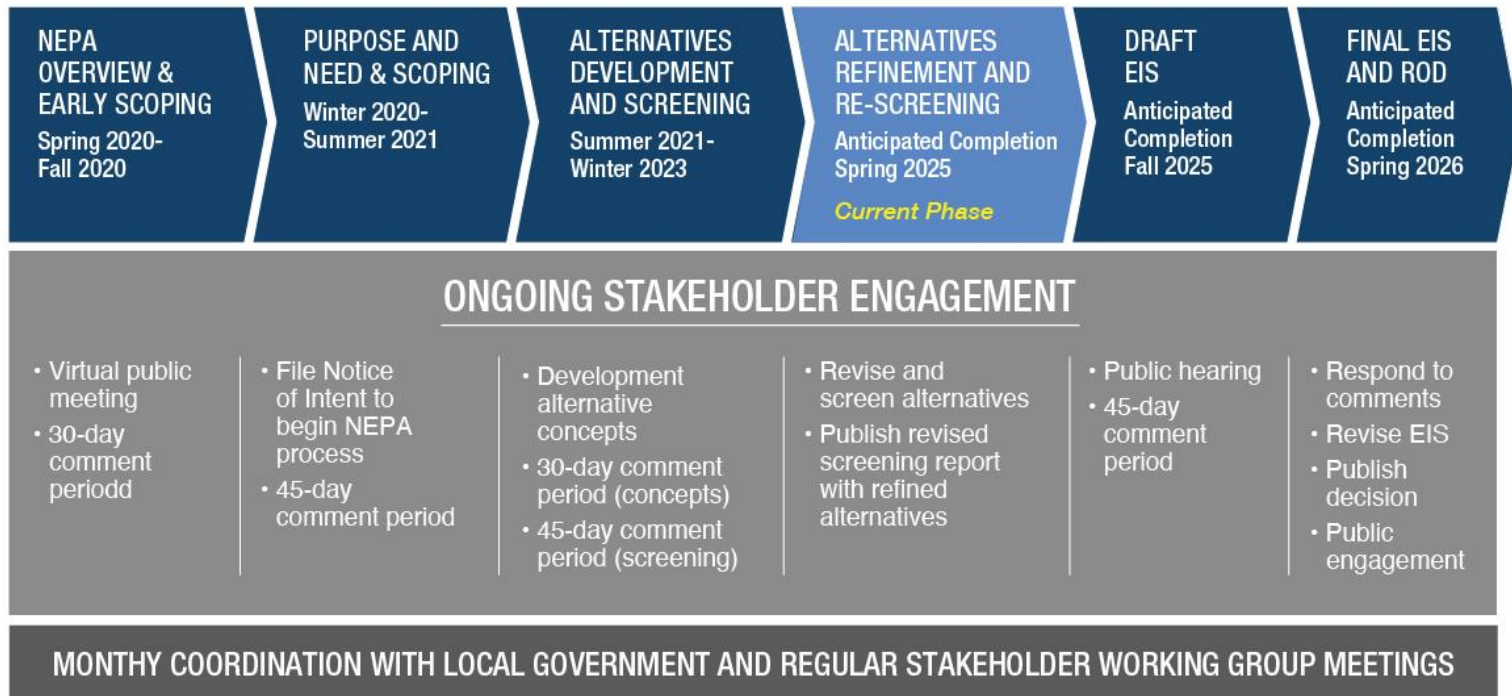 NEPA
OVERVIEW &
EARLY SCOPING
Spring 2020-
Fall 2020
PURPOSE AND
NEED & SCOPING
Winter 2020-
Summer 2021
ALTERNATIVES
DEVELOPMENT
AND SCREENING
Summer 2021-
Winter 2023
ALTERNATIVES
REFINEMENT AND
RE-SCREENING
Anticipated Completion
Spring 2025
Current Phase
DRAFT
EIS
Anticipated
Completion
Fall 2025
FINAL EIS
AND ROD
Anticipated
Completion
Spring 2026
ONGOING STAKEHOLDER ENGAGEMENT
• Virtual public
meeting
• 30-day
comment
periodd
• File Notice
of Intent to
begin NEPA
process
• 45-day
comment period
• Development
alternative
concepts
• 30-day comment
period (concepts)
• 45-day comment
period (screening)
• Revise and
screen alternatives
• Publish revised
screening report
with refined
alternatives
• Public hearing
• 45-day
comment
period
• Respond to
comments
• Revise EIS
• Publish
decision
• Public
engagement
MONTHY COORDINATION WITH LOCAL GOVERNMENT AND REGULAR STAKEHOLDER WORKING GROUP MEETINGS